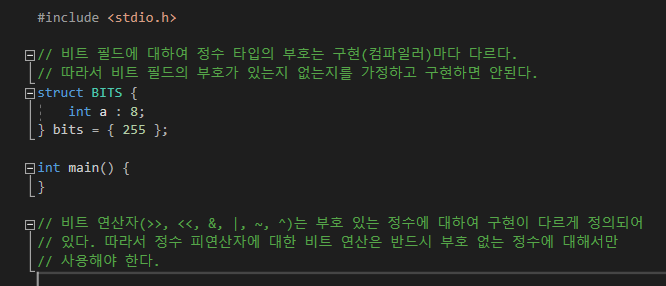 #include <stdio.h>
// 비트 필드에 대하여 정수 타입의 부호는 구현(컴파일러)마다 다르다.
// 따라서 비트 필드의 부호가 있는지 없는지를 가정하고 구현하면 안된다.
struct BITS {
int a : 8;
} bits = { 255 };
int main() {
}
// 비트 연산자(>>, <<, &, |, ~, ^)는 부호 있는 정수에 대하여 구현이 다르게 정의되어
// 있다. 따라서 정수 피연산자에 대한 비트 연산은 반드시 부호 없는 정수에 대해서만
// 사용해야 한다.